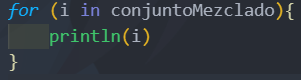 for (i in conjuntoMezclado){
    println(i)
}